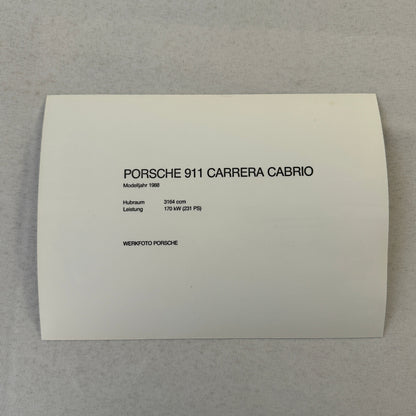 PORSCHE 911 CARRERA CABRIO
Modelljahr 1988
Hubraum 3164 ccm
Leistung 170 kW (231 PS)
WERKFOTO PORSCHE